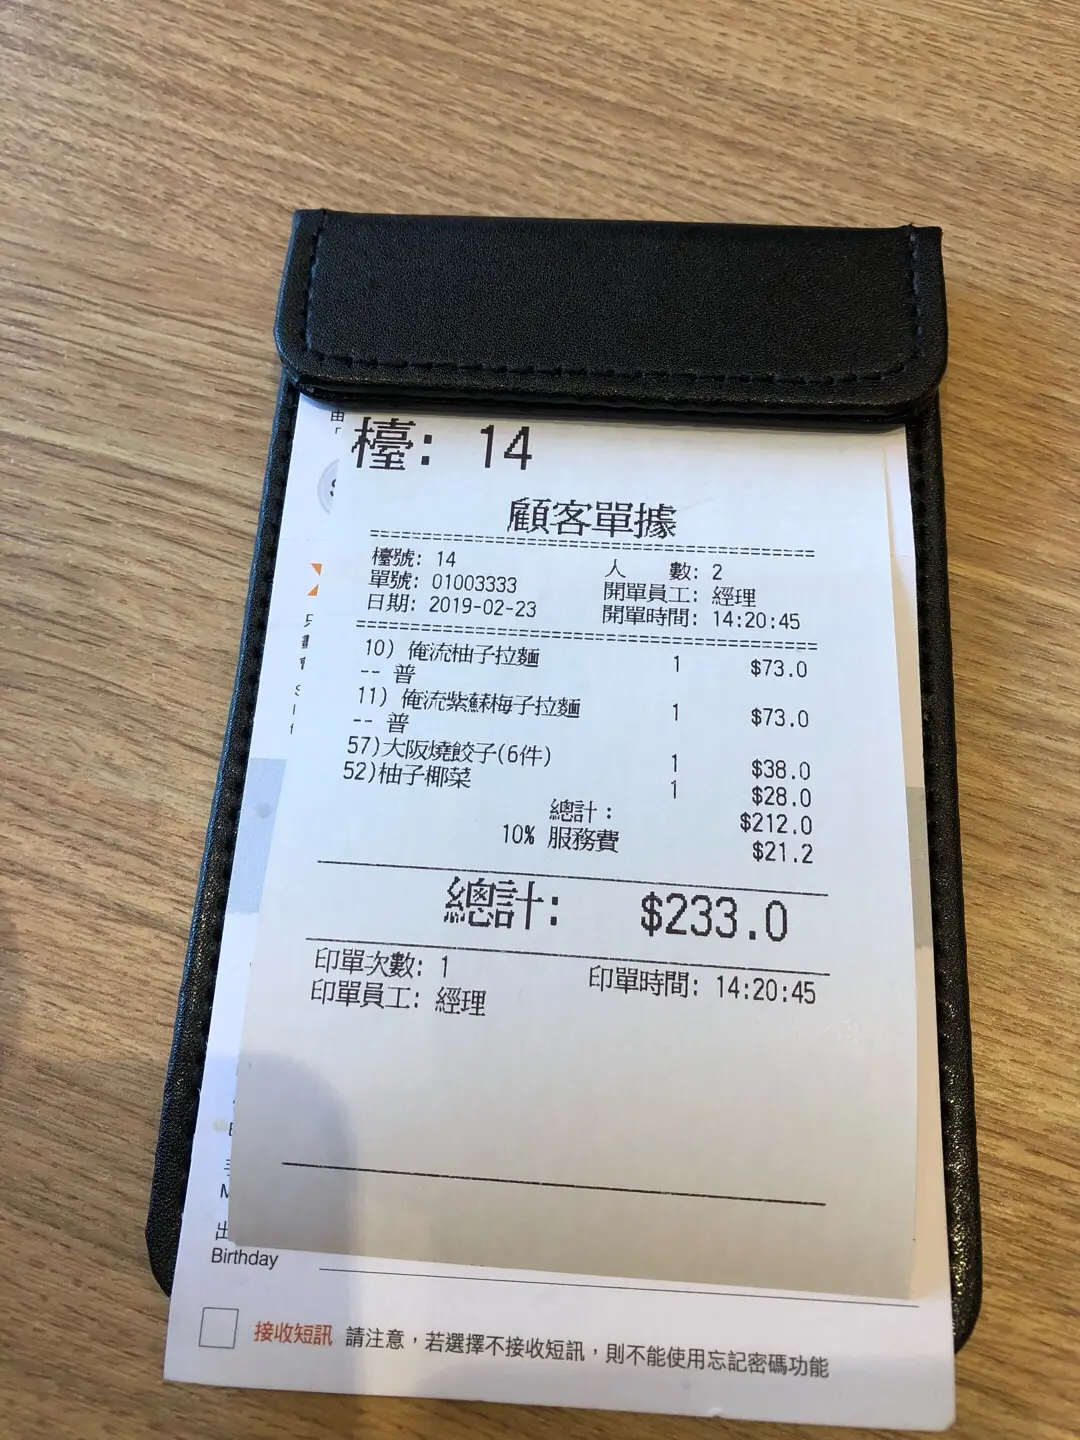 檯: 14
顧客單據
檯號: 14 人 數: 2
單號: 01003333 開單員工: 經理
日期: 2019-02-23 開單時間: 14:20:45
10) 俺流柚子拉麵 1 $73.0
-- 普
11) 俺流紫蘇梅子拉麵 1 $73.0
-- 普
57)大阪燒餃子(6件) 1 $38.0
52)柚子椰菜 1 $28.0
總計: $212.0
10% 服務費 $21.2
總計: $233.0
印單次數: 1 印單時間: 14:20:45
印單員工: 經理
Birthday
接收短訊 請注意，若選擇不接收短訊，則不能使用忘記密碼功能